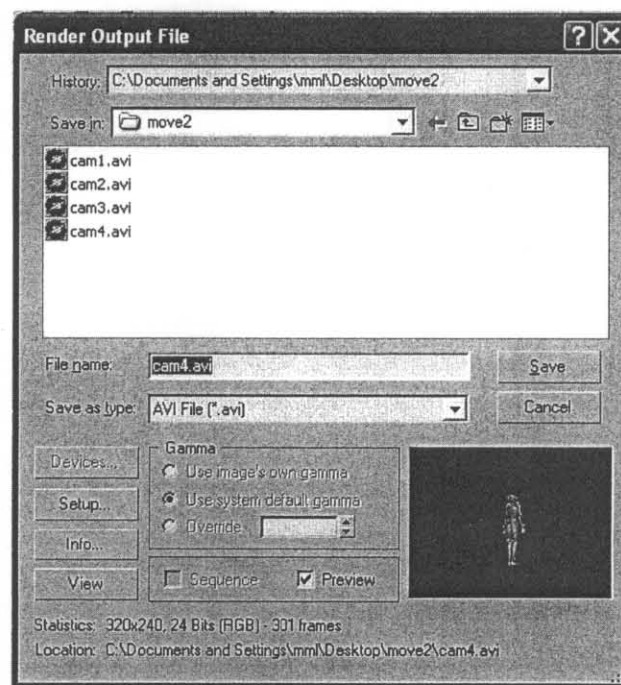 Render Output File
History: C:\Documents and Settings\mml\Desktop\move2
Save in: move2
cam1.avi
cam2.avi
cam3.avi
cam4.avi
File name: cam4.avi Save
Save as type: AVI File (*.avi) Cancel
Devices...
Setup...
Info...
View
Gamma
Use image's own gamma
Use system default gamma
Override
Sequence Preview
Statistics: 320x240, 24 Bits (RGB) - 301 frames
Location: C:\Documents and Settings\mml\Desktop\move2\cam4.avi